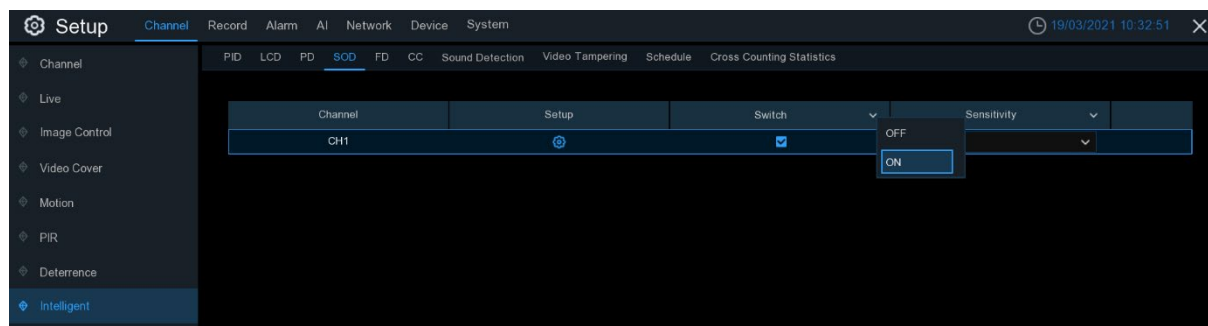 Setup Channel Record Alarm AI Network Device System 19/03/2021 10:32:51
PID LCD PD SOD FD CC Sound Detection Video Tampering Schedule Cross Counting Statistics
Channel
Live
Image Control
Video Cover
Motion
PIR
Deterrence
Intelligent
Channel Setup Switch Sensitivity
CH1
OFF
ON